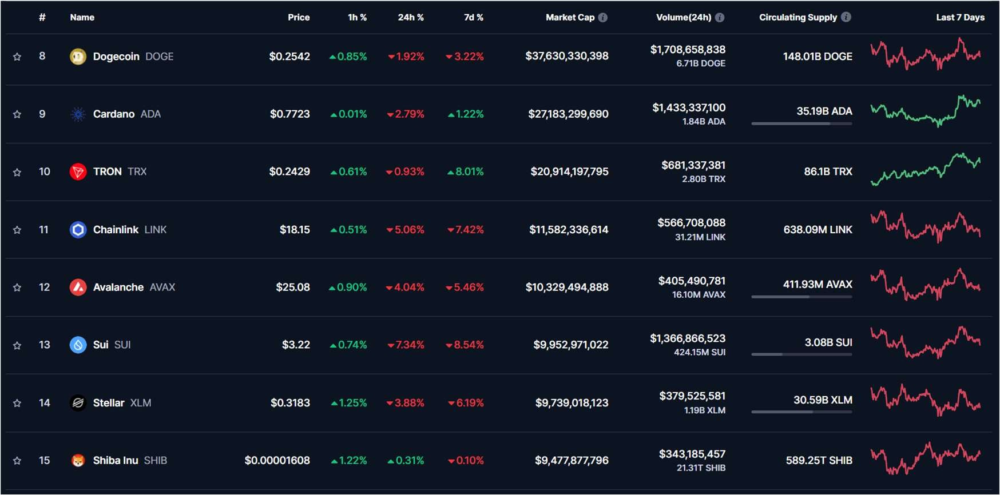 # Name Price 1h % 24h % 7d % Market Cap Volume(24h) Circulating Supply Last 7 Days
8 Dogecoin DOGE $0.2542 0.85% 1.92% 3.22% $37,630,330,398 $1,708,658,838 148.01B DOGE
6.71B DOGE
9 Cardano ADA $0.7723 0.01% 2.79% 1.22% $27,183,299,690 $1,433,337,100 35.19B ADA
1.84B ADA
10 TRON TRX $0.2429 0.61% 0.93% 8.01% $20,914,197,795 $681,337,381 86.1B TRX
2.80B TRX
11 Chainlink LINK $18.15 0.51% 5.06% 7.42% $11,582,336,614 $566,708,088 638.09M LINK
31.21M LINK
12 Avalanche AVAX $25.08 0.90% 4.04% 5.46% $10,329,494,888 $405,490,781 411.93M AVAX
16.10M AVAX
13 Sui SUI $3.22 0.74% 7.34% 8.54% $9,952,971,022 $1,366,866,523 3.08B SUI
424.15M SUI
14 Stellar XLM $0.3183 1.25% 3.88% 6.19% $9,739,018,123 $379,525,581 30.59B XLM
1.19B XLM
15 Shiba Inu SHIB $0.00001608 1.22% 0.31% 0.10% $9,477,877,796 $343,185,457 589.25T SHIB
21.31T SHIB